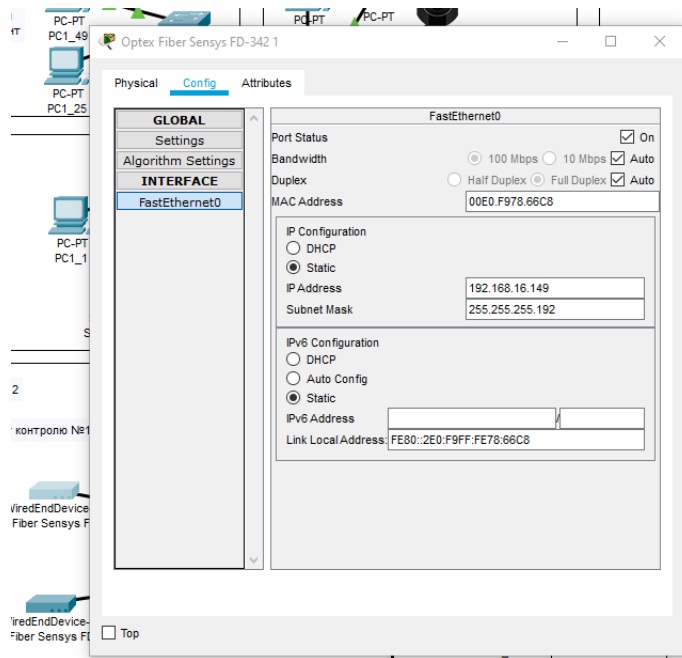 PC-PT
PC1_49
нт
PC-PT
PC-PT
Optex Fiber Sensys FD-342 1
Physical
Config
Attributes
PC-PT
PC1_25
GLOBAL
Settings
Algorithm Settings
INTERFACE
FastEthernet0
FastEthernet0
Port Status
On
Bandwidth
100 Mbps
10 Mbps
Auto
Duplex
Half Duplex
Full Duplex
Auto
MAC Address
00E0.F978.66C8
IP Configuration
DHCP
Static
IP Address
192.168.16.149
Subnet Mask
255.255.255.192
IPv6 Configuration
DHCP
Auto Config
Static
IPv6 Address
/
Link Local Address:
FE80::2E0:F9FF:FE78:66C8
PC-PT
PC1_1
S
2
контролю №1
WiredEndDevice
Fiber Sensys F
WiredEndDevice-
Fiber Sensys FD
Top